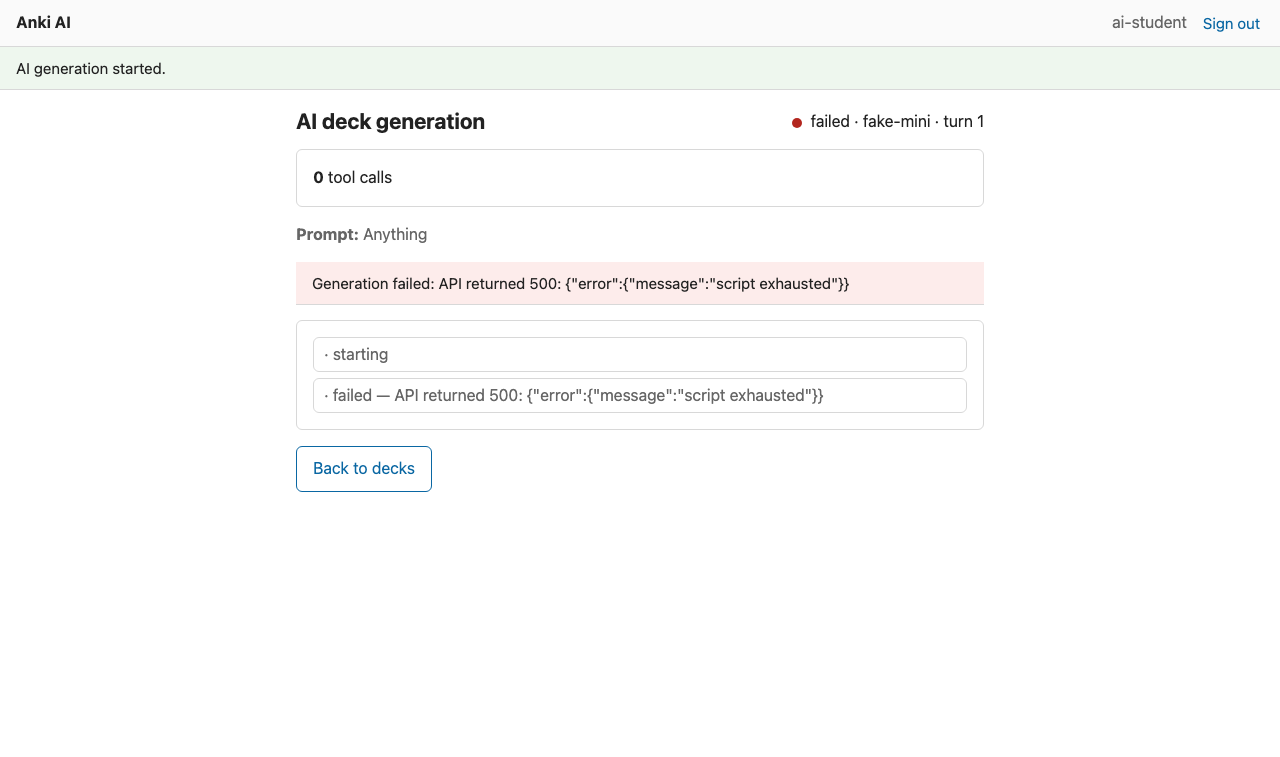 Anki AI
ai-student Sign out
AI generation started.
AI deck generation
failed · fake-mini · turn 1
0 tool calls
Prompt: Anything
Generation failed: API returned 500: {"error":{"message":"script exhausted"}}
· starting
· failed — API returned 500: {"error":{"message":"script exhausted"}}
Back to decks